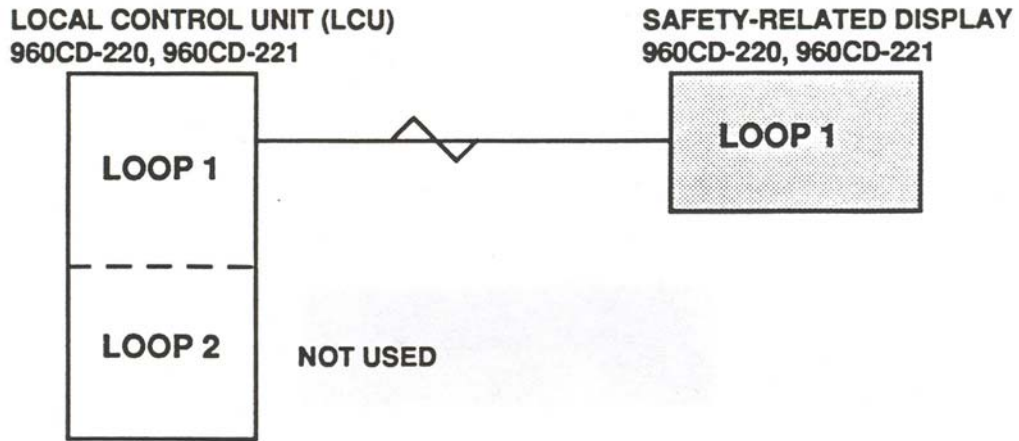 LOCAL CONTROL UNIT (LCU)
960CD-220, 960CD-221
SAFETY-RELATED DISPLAY
960CD-220, 960CD-221
LOOP 1
LOOP 1
LOOP 2
NOT USED